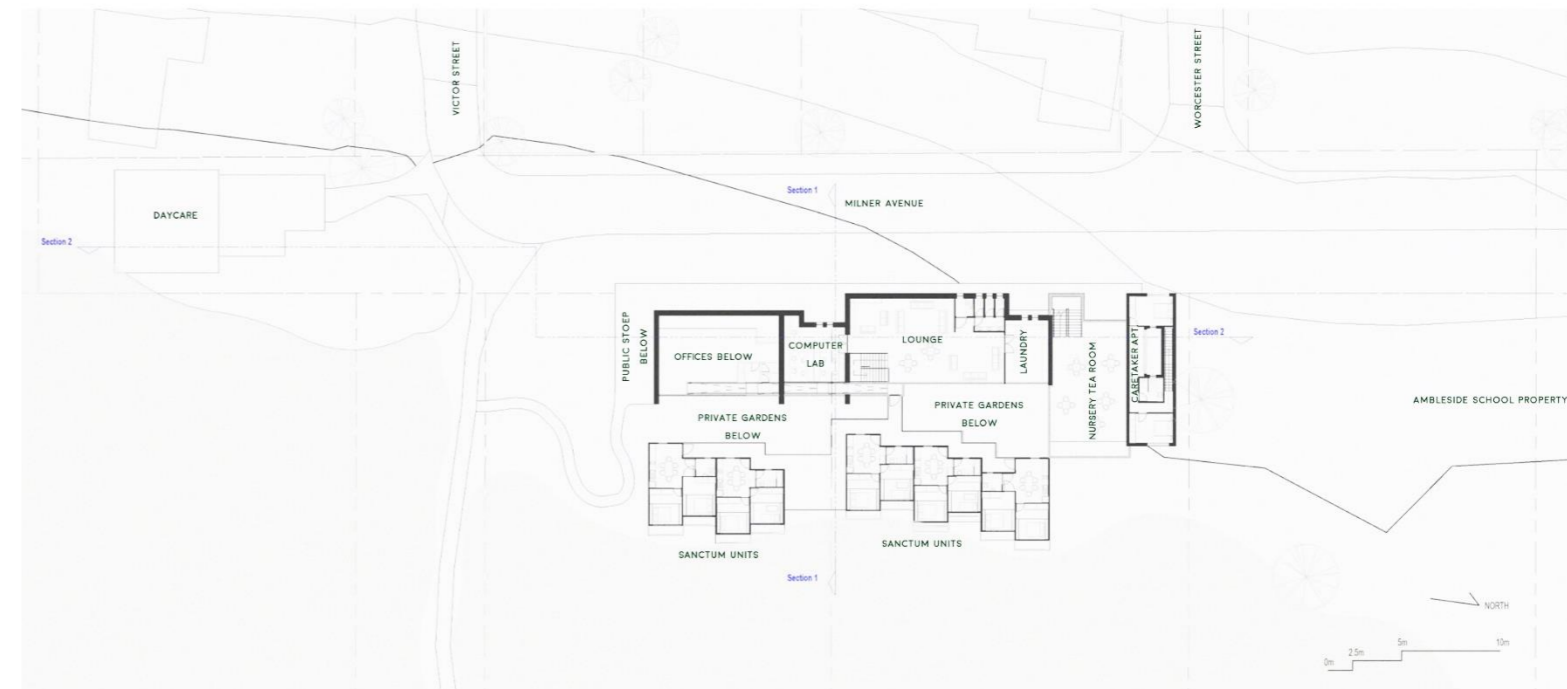 VICTOR STREET
WORCESTER STREET
Section 1
MILNER AVENUE
DAYCARE
Section 2
PUBLIC STOEP
BELOW
OFFICES BELOW
COMPUTER
LAB
LOUNGE
LAUNDRY
NURSERY TEA ROOM
CARETAKER APT
Section 2
AMBLESIDE SCHOOL PROPERTY
PRIVATE GARDENS
BELOW
PRIVATE GARDENS
BELOW
SANCTUM UNITS
SANCTUM UNITS
Section 1
NORTH
0m
2.5m
5m
10m